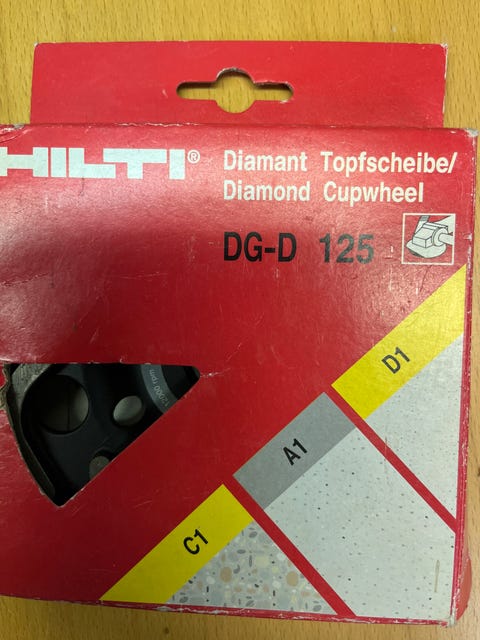 HILTI®
Diamant Topfscheibe/
Diamond Cupwheel
DG-D 125
D1
A1
C1